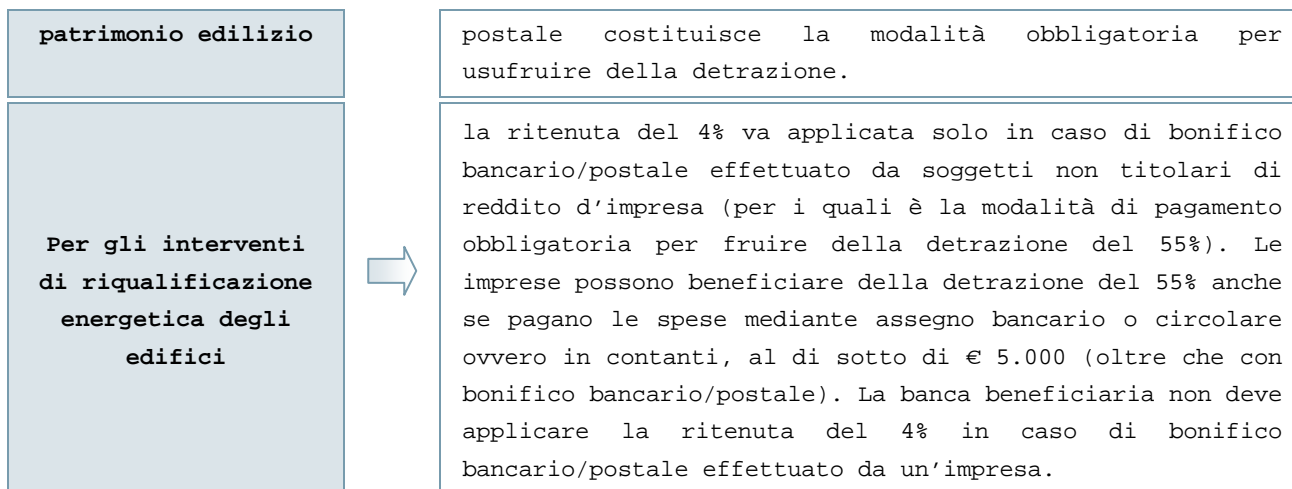 patrimonio edilizio
postale costituisce la modalità obbligatoria per
usufruire della detrazione.
Per gli interventi
di riqualificazione
energetica degli
edifici
la ritenuta del 4% va applicata solo in caso di bonifico
bancario/postale effettuato da soggetti non titolari di
reddito d'impresa (per i quali è la modalità di pagamento
obbligatoria per fruire della detrazione del 55%). Le
imprese possono beneficiare della detrazione del 55% anche
se pagano le spese mediante assegno bancario o circolare
ovvero in contanti, al di sotto di € 5.000 (oltre che con
bonifico bancario/postale). La banca beneficiaria non deve
applicare la ritenuta del 4% in caso di bonifico
bancario/postale effettuato da un'impresa.